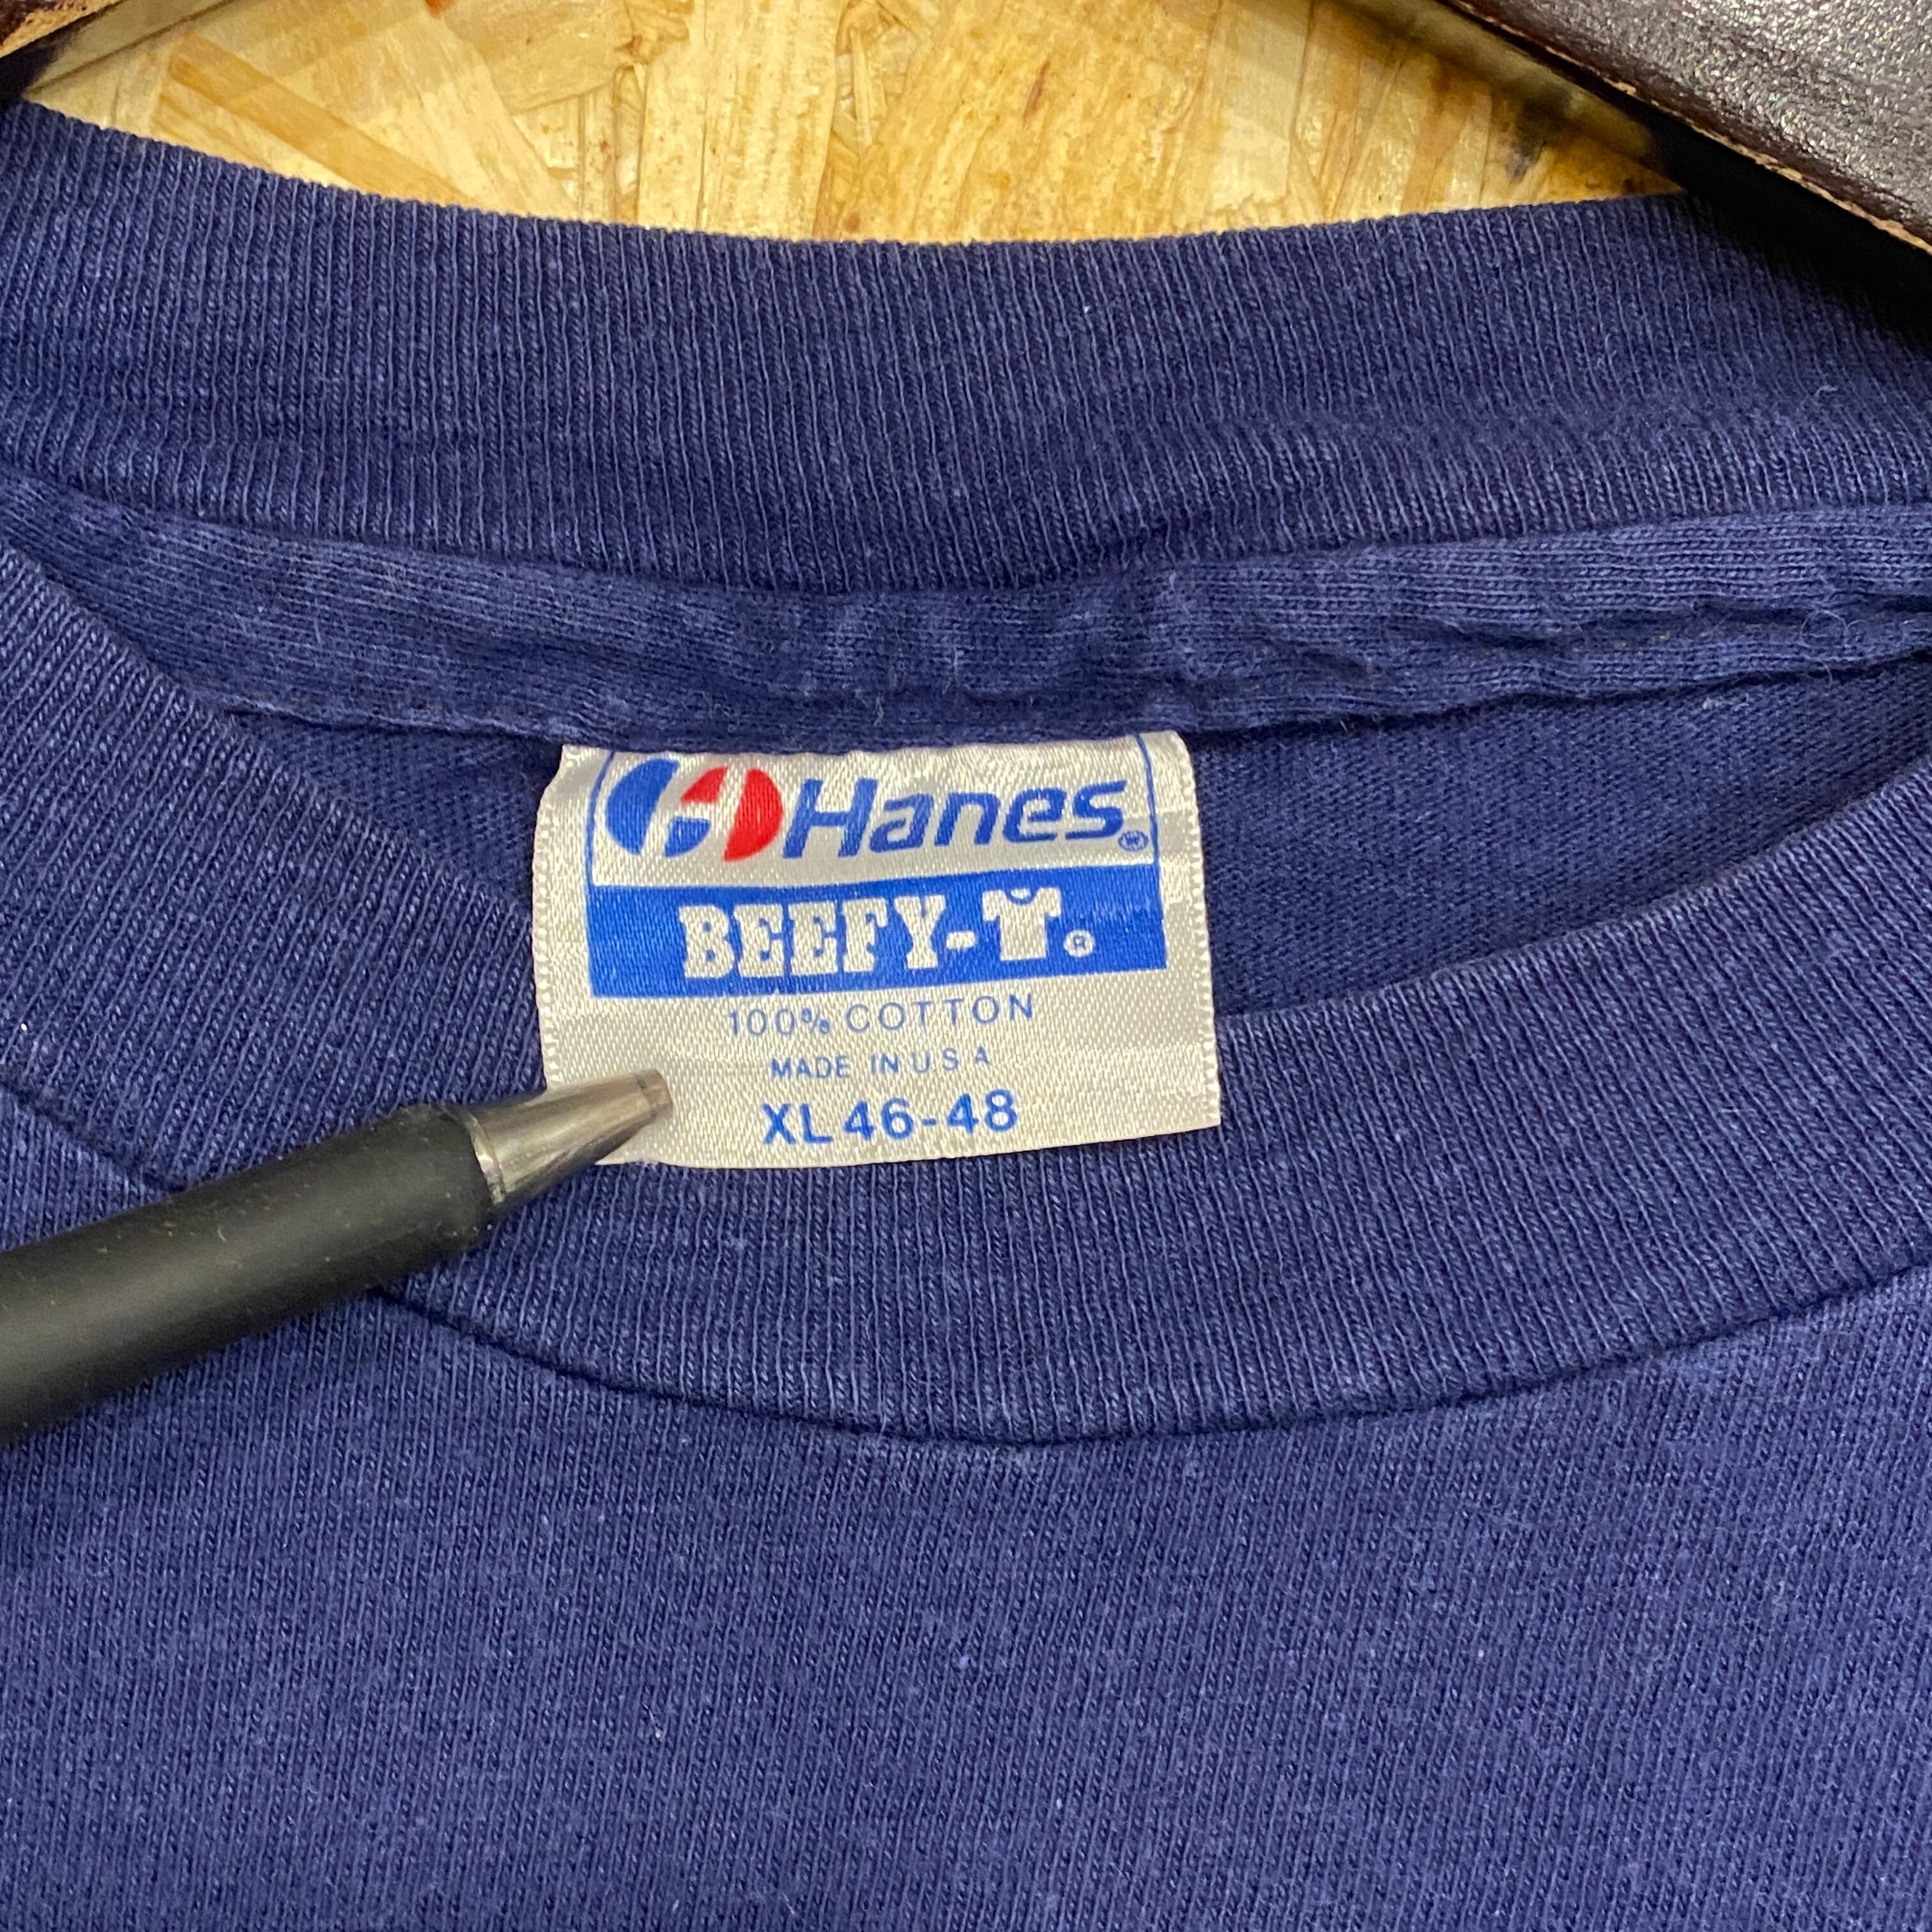 Hanes
BEEFY-T®
100% COTTON
MADE IN U S A
XL 46-48